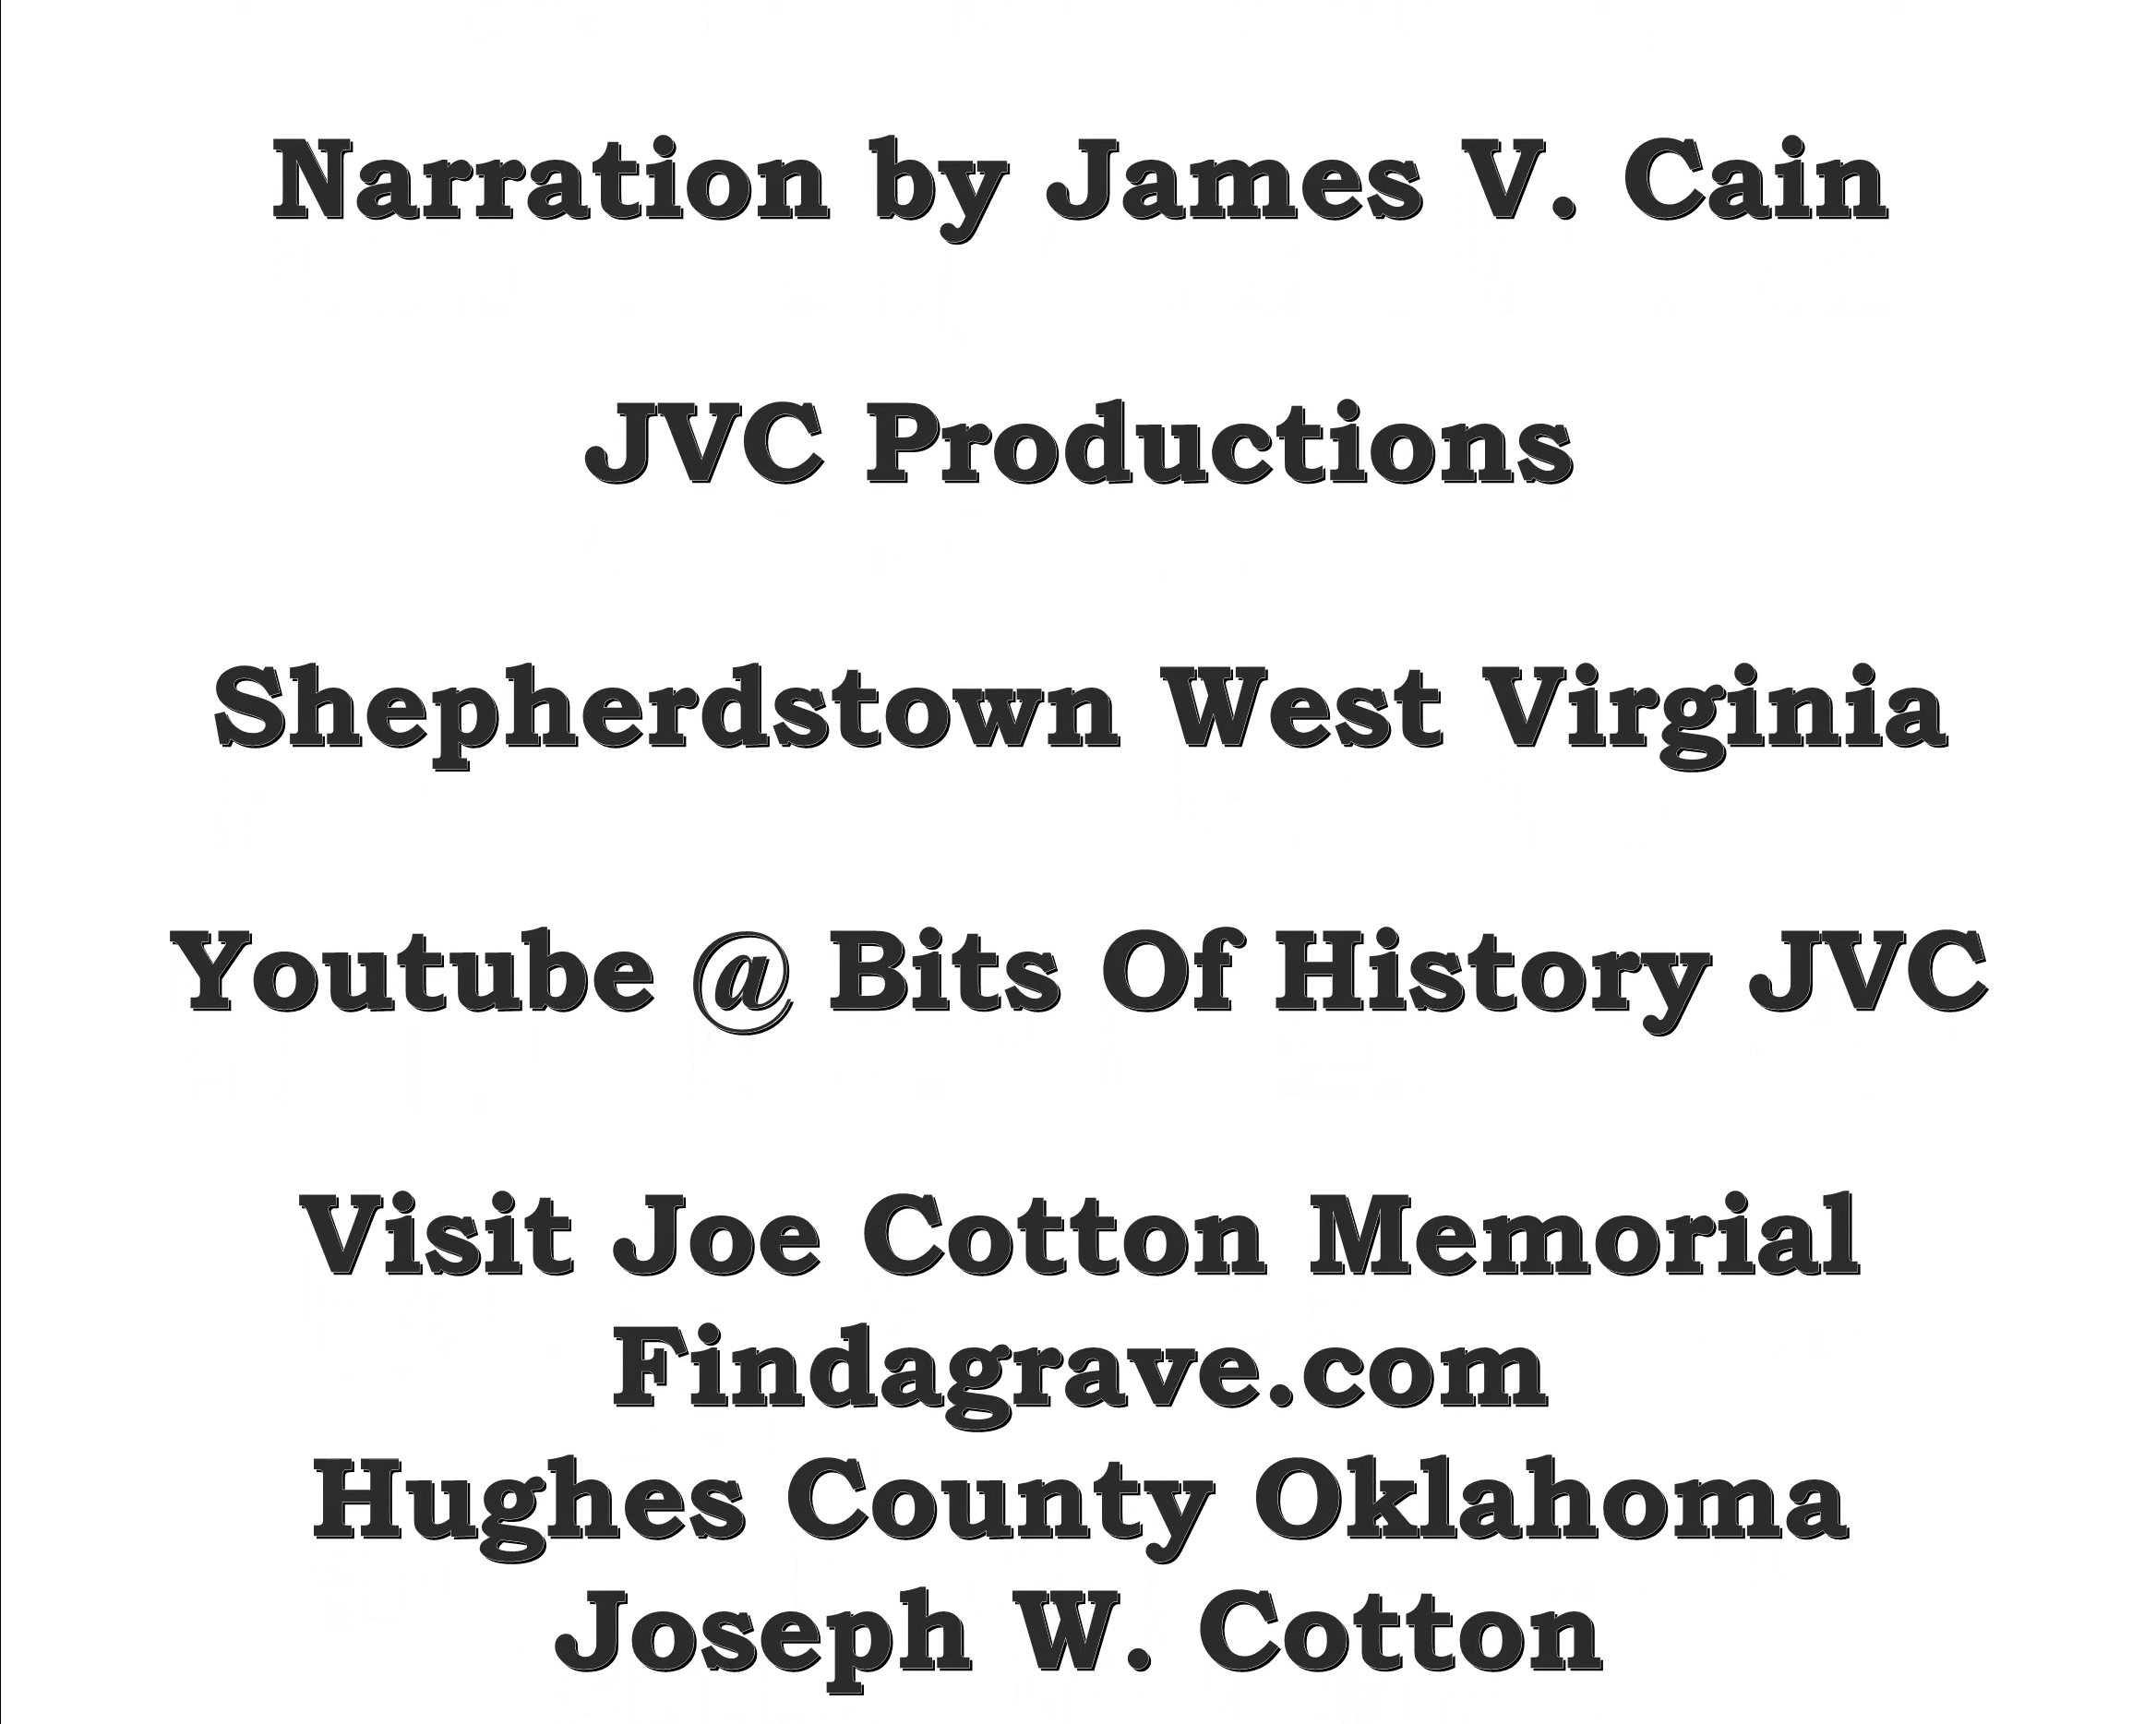 Narration by James V. Cain
JVC Productions
Shepherdstown West Virginia
Youtube @ Bits Of History JVC
Visit Joe Cotton Memorial
Findagrave.com
Hughes County Oklahoma
Joseph W. Cotton